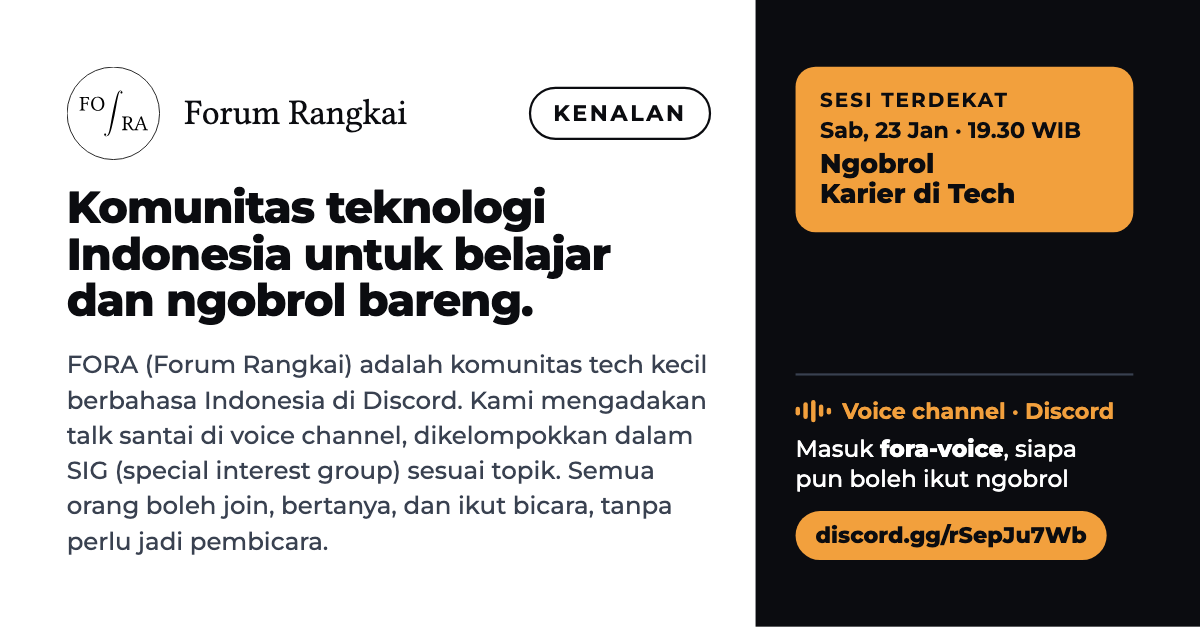 FO
RA
Forum Rangkai
KENALAN
Komunitas teknologi
Indonesia untuk belajar
dan ngobrol bareng.
FORA (Forum Rangkai) adalah komunitas tech kecil
berbahasa Indonesia di Discord. Kami mengadakan
talk santai di voice channel, dikelompokkan dalam
SIG (special interest group) sesuai topik. Semua
orang boleh join, bertanya, dan ikut bicara, tanpa
perlu jadi pembicara.
SESI TERDEKAT
Sab, 23 Jan · 19.30 WIB
Ngobrol
Karier di Tech
Voice channel · Discord
Masuk fora-voice, siapa
pun boleh ikut ngobrol
discord.gg/rSepJu7Wb